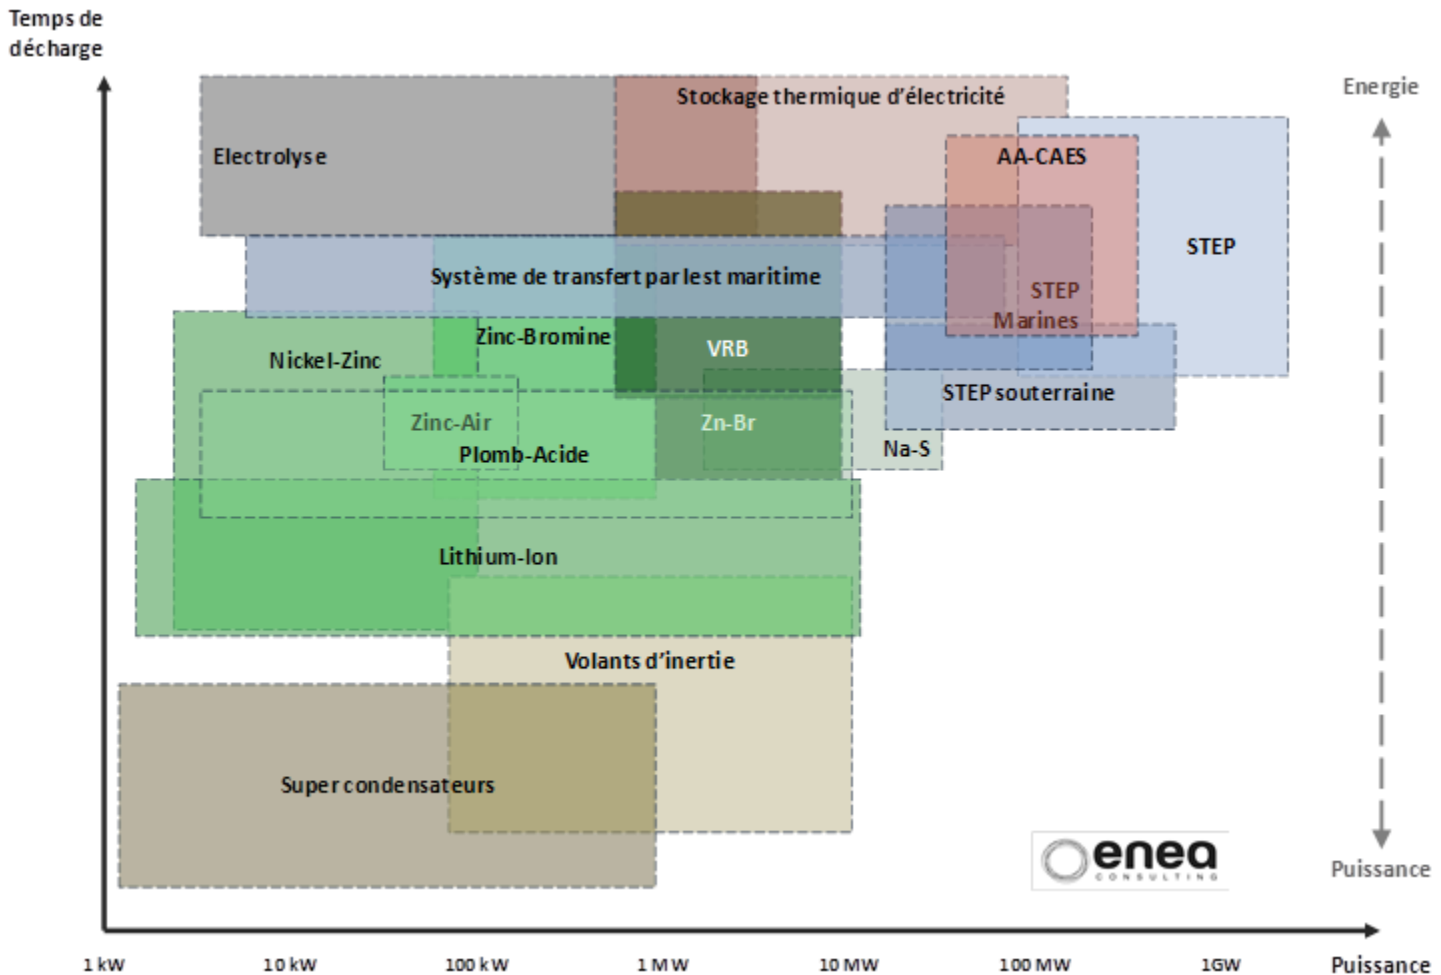 Temps de
décharge
Stockage thermique d'électricité
Energie
Electrolyse
AA-CAES
STEP
Système de transfert par lest maritime
STEP
Marines
Zinc-Bromine
VRB
Nickel-Zinc
STEP souterraine
Zinc-Air
Zn-Br
Plomb-Acide
Na-S
Lithium-Ion
Volants d'inertie
Super condensateurs
enea
CONSULTING
Puissance
1 kW
10 kW
100 kW
1 MW
10 MW
100 MW
1GW
Puissance